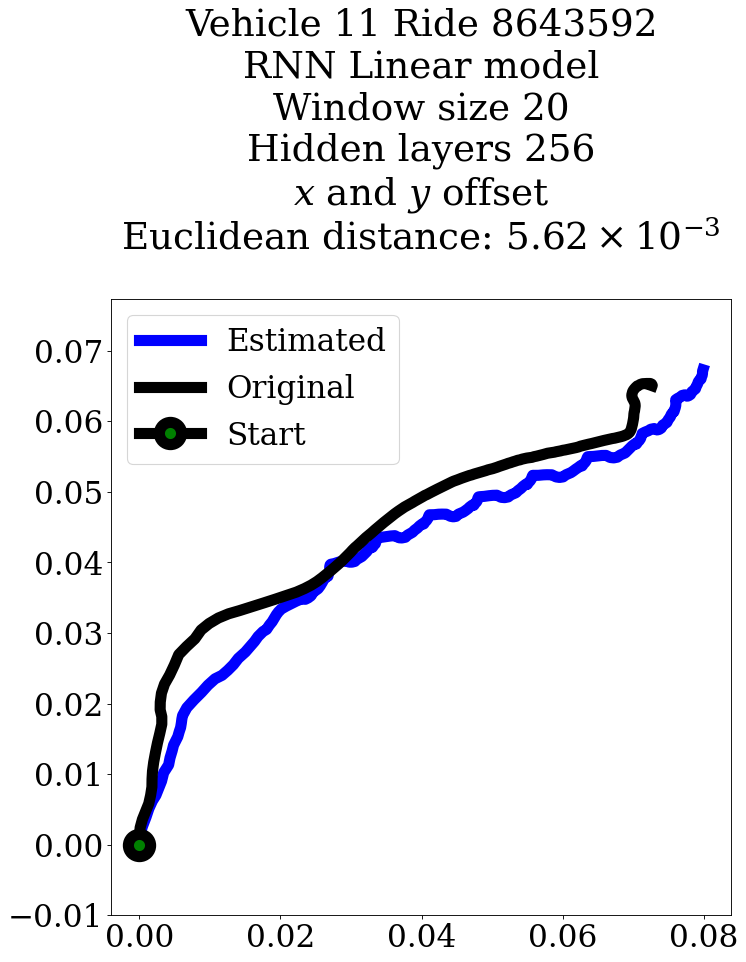 Vehicle 11 Ride 8643592
RNN Linear model
Window size 20
Hidden layers 256
x and y offset
Euclidean distance: 5.62 × 10⁻³
Estimated
Original
Start
0.07
0.06
0.05
0.04
0.03
0.02
0.01
0.00
−0.01
0.00 0.02 0.04 0.06 0.08